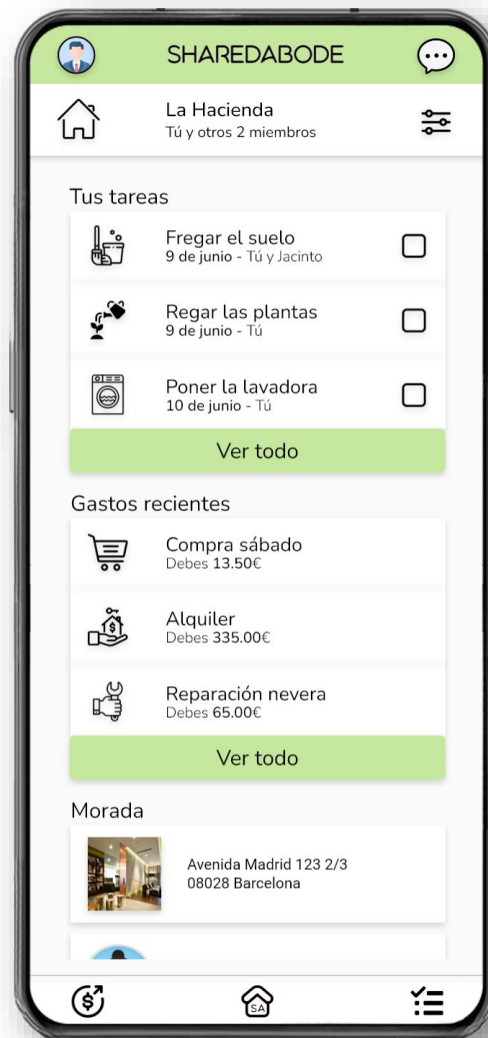 SHAREDABODE
La Hacienda
Tú y otros 2 miembros
Tus tareas
Fregar el suelo
9 de junio - Tú y Jacinto
Regar las plantas
9 de junio - Tú
Poner la lavadora
10 de junio - Tú
Ver todo
Gastos recientes
Compra sábado
Debes 13.50€
Alquiler
Debes 335.00€
Reparación nevera
Debes 65.00€
Ver todo
Morada
Avenida Madrid 123 2/3
08028 Barcelona
SA